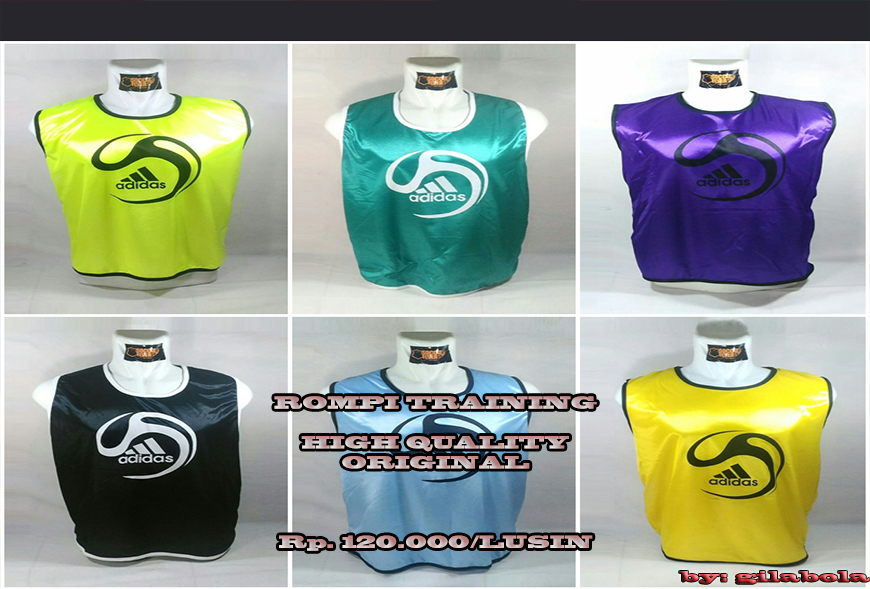 adidas
adidas
adidas
adidas
adidas
ROMPI TRAINING
HIGH QUALITY
ORIGINAL
Rp. 120.000/LUSIN
by: gilabola